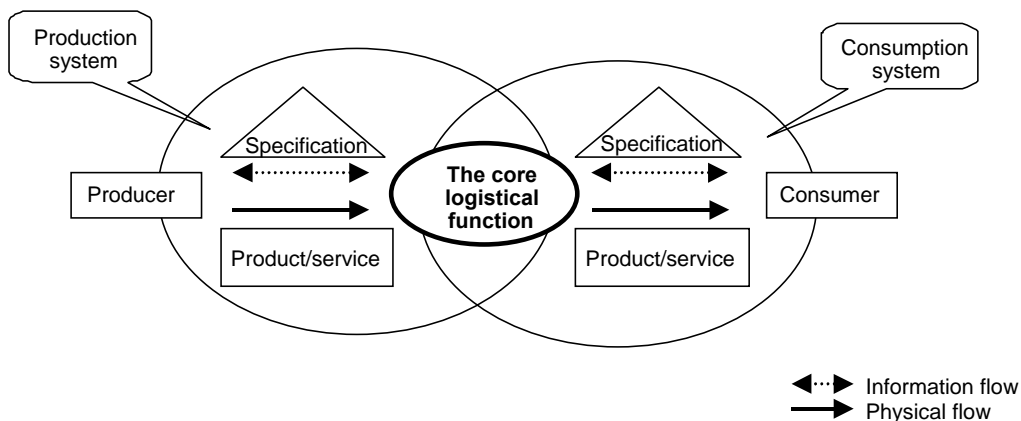 Production
system
Consumption
system
Specification
Specification
Producer
The core
logistical
function
Consumer
Product/service
Product/service
Information flow
Physical flow